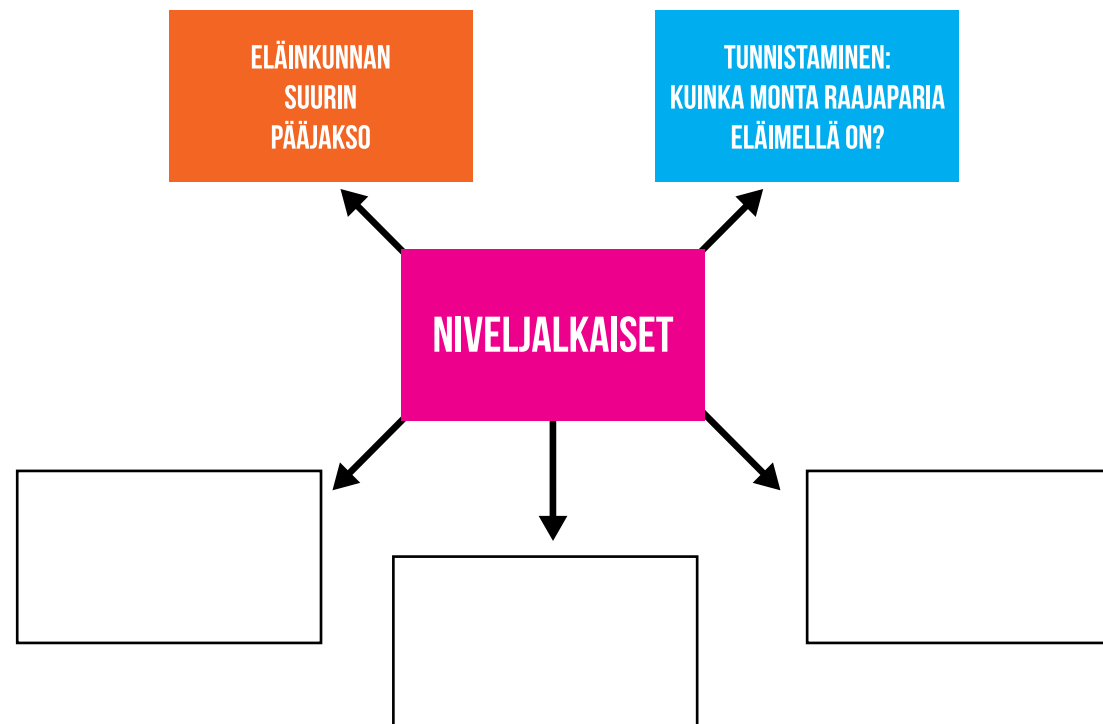 ELÄINKUNNAN
SUURIN
PÄÄJAKSO
TUNNISTAMINEN:
KUINKA MONTA RAAJAPARIA
ELÄIMELLÄ ON?
NIVELJALKAISET